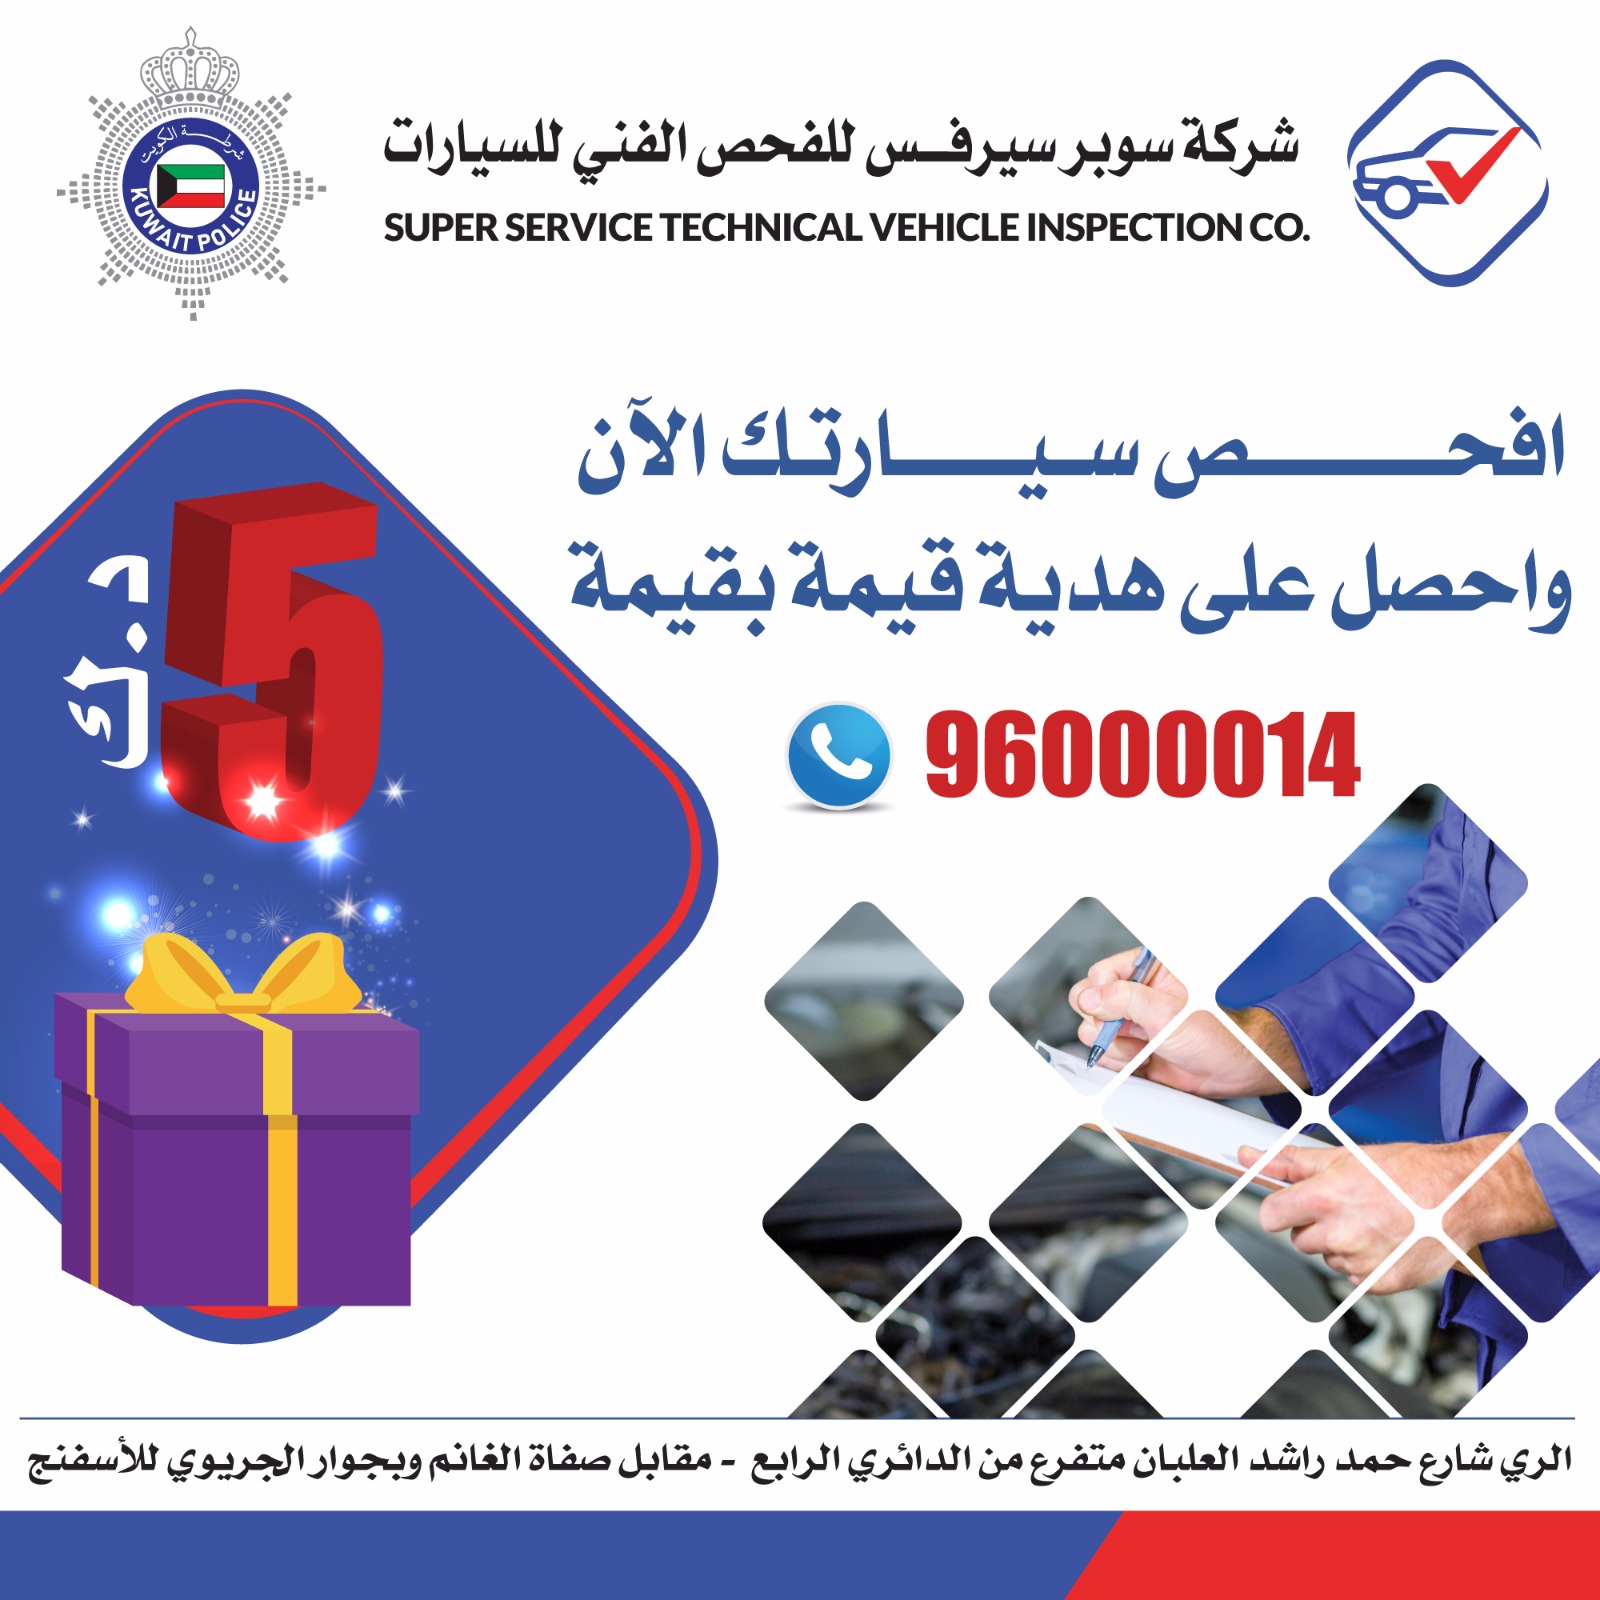 شرطة الكويت
KUWAIT POLICE
شركة سوبر سيرفس للفحص الفني للسيارات
SUPER SERVICE TECHNICAL VEHICLE INSPECTION CO.
افحص سيارتك الآن
واحصل على هدية قيمة بقيمة
5 د.ك
96000014
الري شارع حمد راشد العلبان متفرع من الدائري الرابع - مقابل صفاة الغانم وبجوار الجريوي للأسفنج